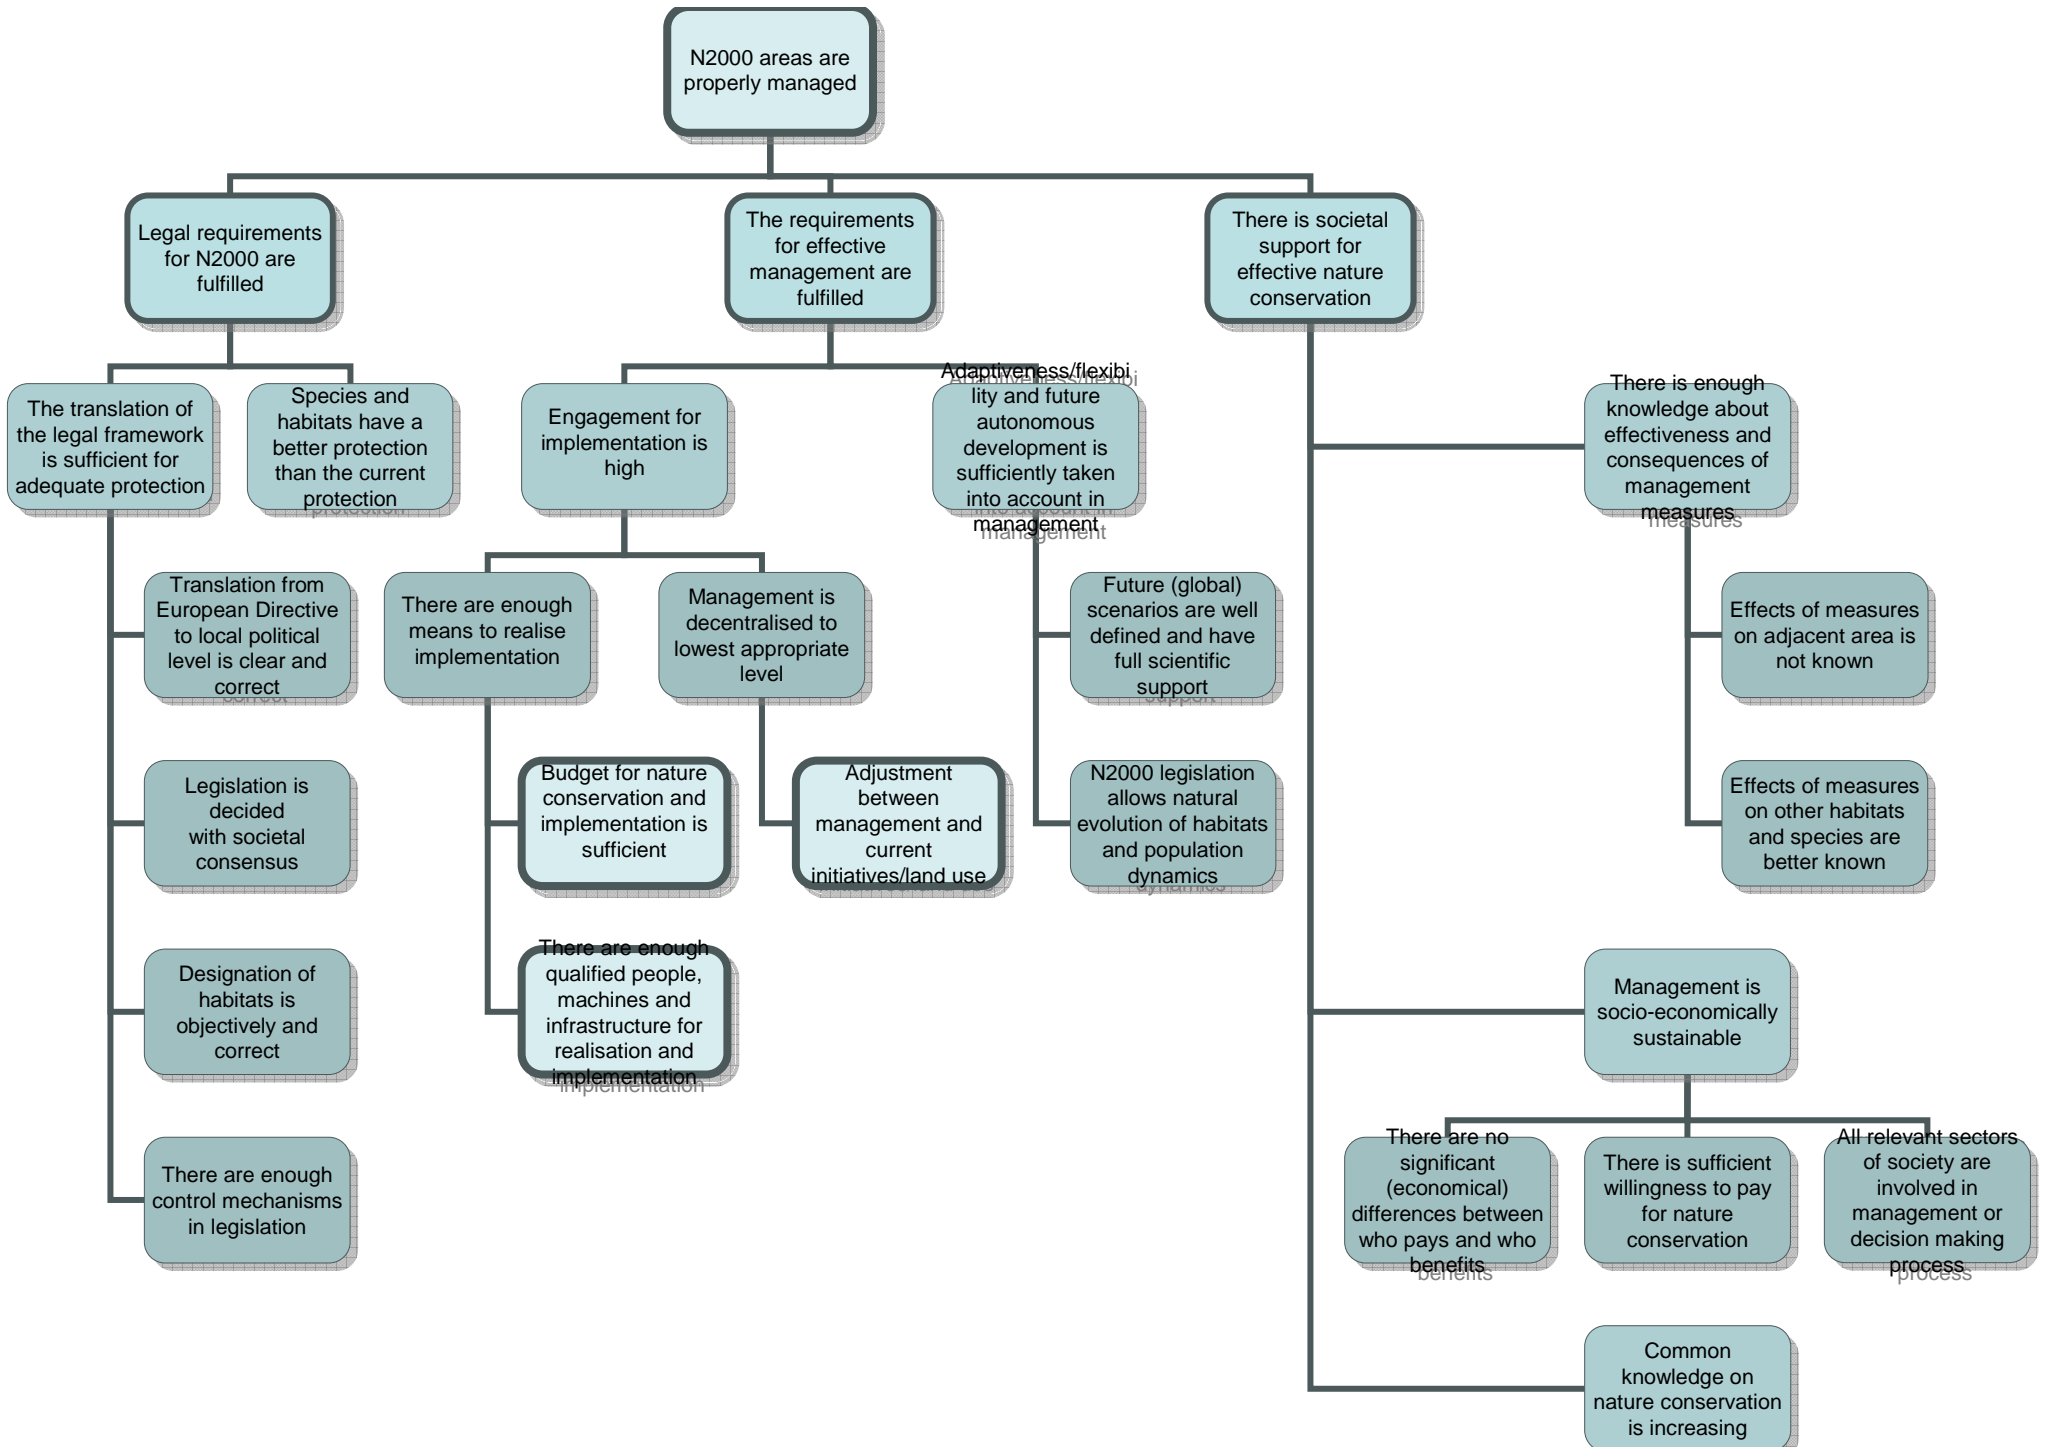 N2000 areas are
properly managed
Legal requirements
for N2000 are
fulfilled
The requirements
for effective
management are
fulfilled
There is societal
support for
effective nature
conservation
The translation of
the legal framework
is sufficient for
adequate protection
Species and
habitats have a
better protection
than the current
protection
Engagement for
implementation is
high
Adaptiveness/flexibi
lity and future
autonomous
development is
sufficiently taken
into account in
management
There is enough
knowledge about
effectiveness and
consequences of
management
measures
Translation from
European Directive
to local political
level is clear and
correct
There are enough
means to realise
implementation
Management is
decentralised to
lowest appropriate
level
Future (global)
scenarios are well
defined and have
full scientific
support
Effects of measures
on adjacent area is
not known
Legislation is
decided
with societal
consensus
Budget for nature
conservation and
implementation is
sufficient
Adjustment
between
management and
current
initiatives/land use
N2000 legislation
allows natural
evolution of habitats
and population
dynamics
Effects of measures
on other habitats
and species are
better known
Designation of
habitats is
objectively and
correct
There are enough
qualified people,
machines and
infrastructure for
realisation and
implementation
Management is
socio-economically
sustainable
There are enough
control mechanisms
in legislation
There are no
significant
(economical)
differences between
who pays and who
benefits
There is sufficient
willingness to pay
for nature
conservation
All relevant sectors
of society are
involved in
management or
decision making
process
Common
knowledge on
nature conservation
is increasing